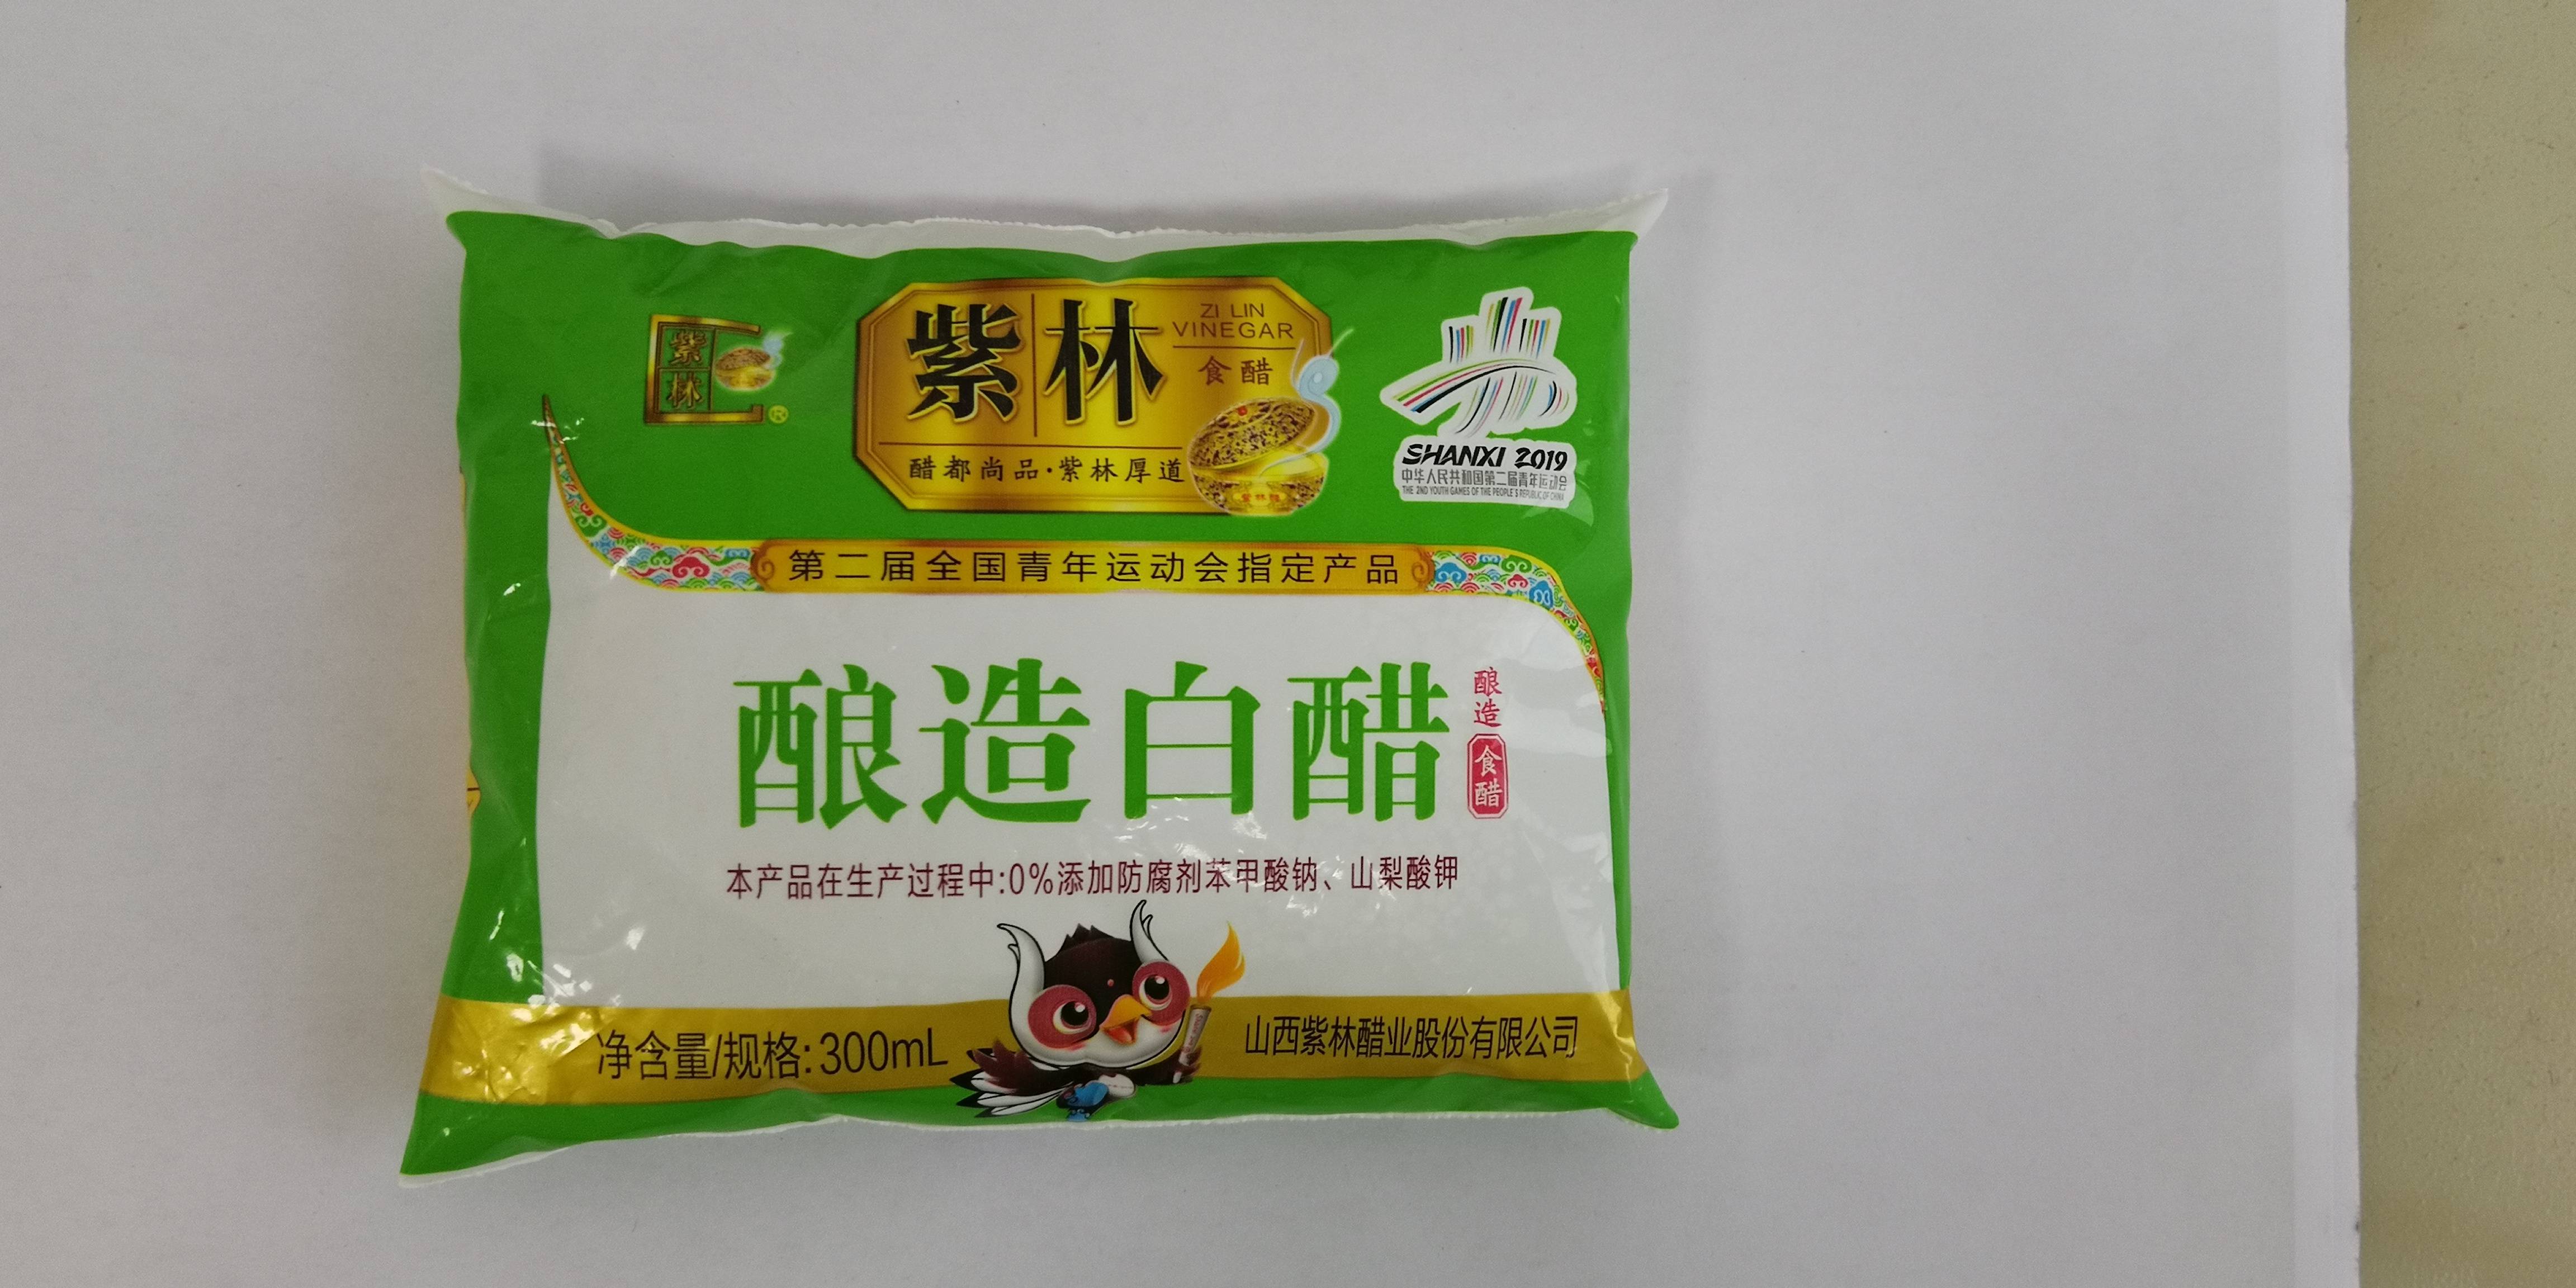 紫林
®
紫林
ZI LIN
VINEGAR
食醋
醋都尚品·紫林厚道
SHANXI 2019
中华人民共和国第二届青年运动会
THE 2ND YOUTH GAMES OF THE PEOPLE'S REPUBLIC OF CHINA
第二届全国青年运动会指定产品
酿造白醋
酿造
食醋
本产品在生产过程中:0%添加防腐剂苯甲酸钠、山梨酸钾
净含量/规格:300mL
山西紫林醋业股份有限公司